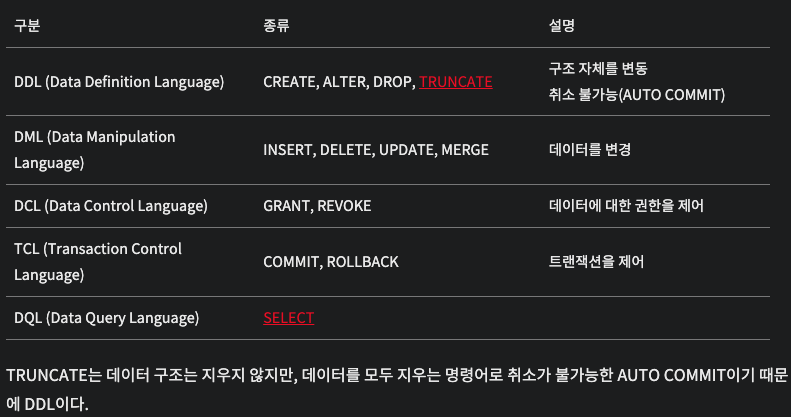 구분 종류 설명
DDL (Data Definition Language) CREATE, ALTER, DROP, TRUNCATE 구조 자체를 변동
취소 불가능(AUTO COMMIT)
DML (Data Manipulation
Language) INSERT, DELETE, UPDATE, MERGE 데이터를 변경
DCL (Data Control Language) GRANT, REVOKE 데이터에 대한 권한을 제어
TCL (Transaction Control
Language) COMMIT, ROLLBACK 트랜잭션을 제어
DQL (Data Query Language) SELECT
TRUNCATE는 데이터 구조는 지우지 않지만, 데이터를 모두 지우는 명령어로 취소가 불가능한 AUTO COMMIT이기 때문
에 DDL이다.